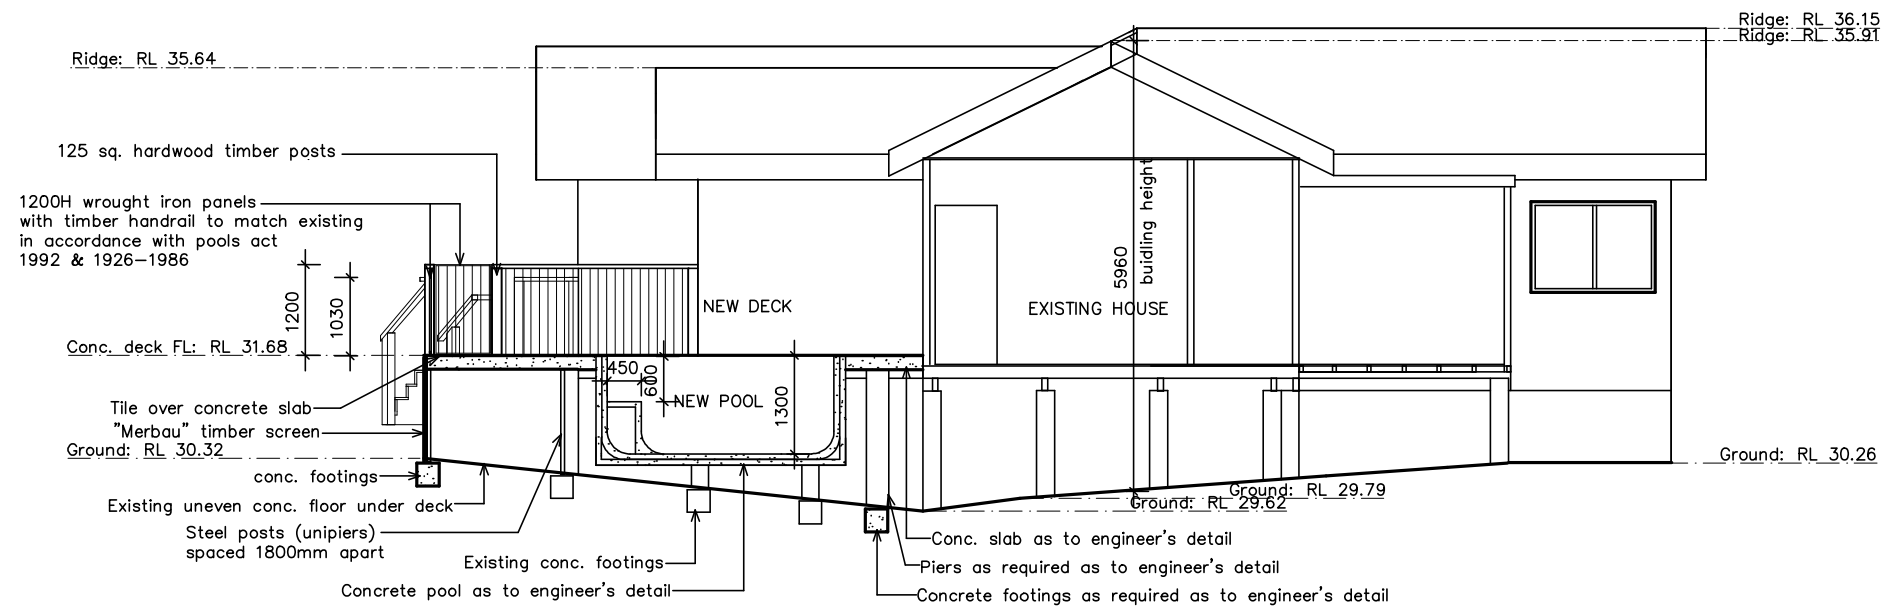 Ridge: RL 36.15
Ridge: RL 35.91
Ridge: RL 35.64
125 sq. hardwood timber posts
1200H wrought iron panels
with timber handrail to match existing
in accordance with pools act
1992 & 1926-1986
1200
1030
NEW DECK
EXISTING HOUSE
5960
buidling height
Conc. deck FL: RL 31.68
450
600
NEW POOL
1300
Tile over concrete slab
"Merbau" timber screen
Ground: RL 30.32
Ground: RL 30.26
conc. footings
Existing uneven conc. floor under deck
Ground: RL 29.79
Ground: RL 29.62
Steel posts (unipiers)
spaced 1800mm apart
Conc. slab as to engineer's detail
Existing conc. footings
Piers as required as to engineer's detail
Concrete pool as to engineer's detail
Concrete footings as required as to engineer's detail